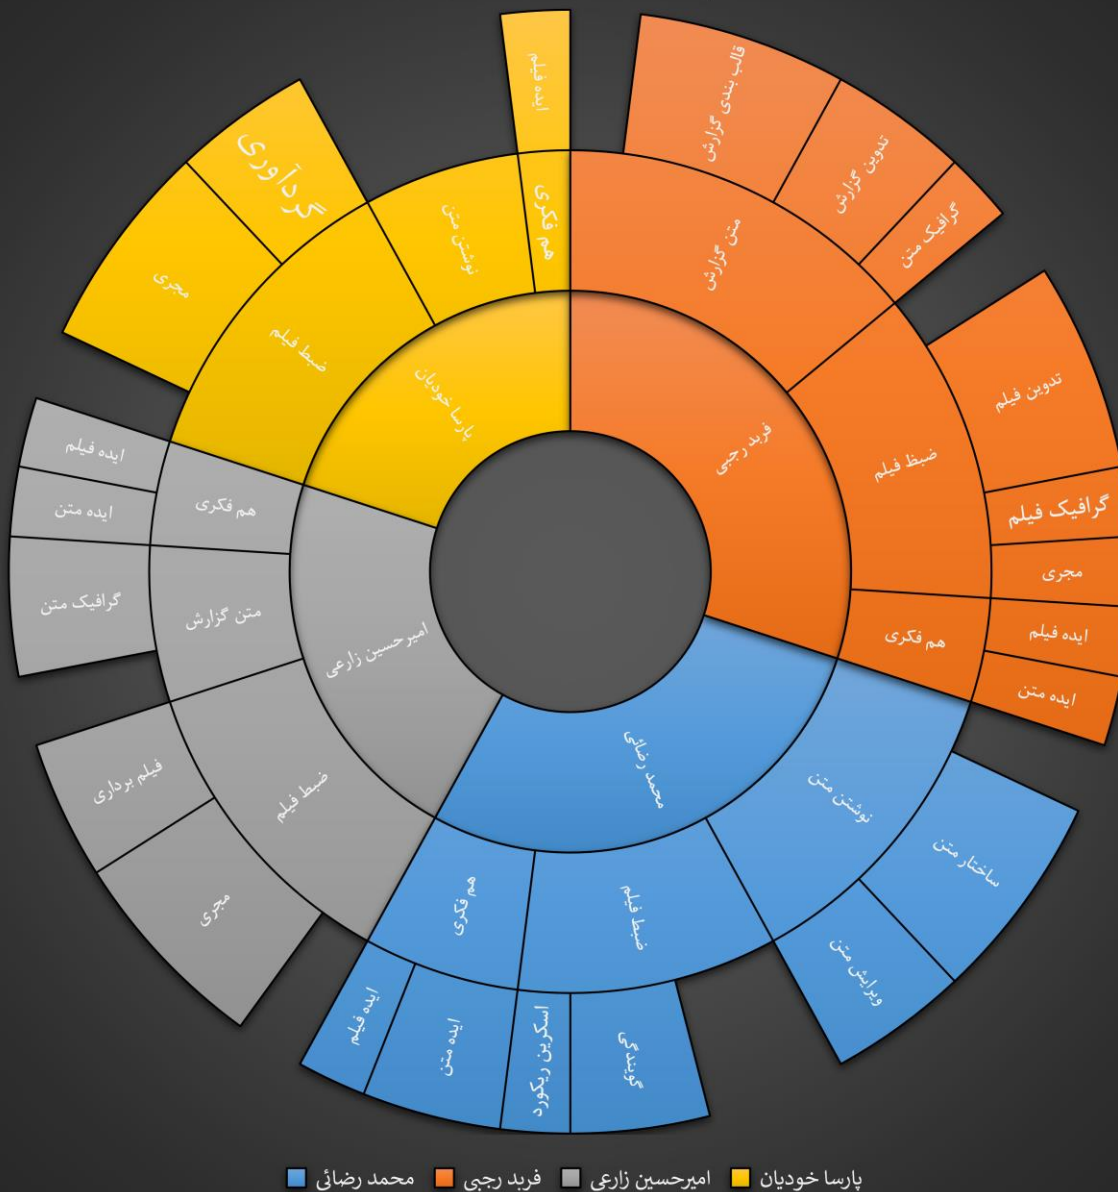 فربد رجبی
متن گزارش
قالب بندی گزارش
تدوین گزارش
گرافیک متن
ضبط فیلم
تدوین فیلم
گرافیک فیلم
مجری
هم فکری
ایده فیلم
ایده متن
محمد رضائی
نوشتن متن
ساختار متن
ویرایش متن
ضبط فیلم
گویندگی
اسکرین ریکورد
هم فکری
ایده متن
ایده فیلم
امیرحسین زارعی
ضبط فیلم
مجری
فیلم برداری
متن گزارش
گرافیک متن
هم فکری
ایده متن
ایده فیلم
پارسا خودیان
ضبط فیلم
مجری
گردآوری
نوشتن متن
هم فکری
ایده فیلم
پارسا خودیان
امیرحسین زارعی
فربد رجبی
محمد رضائی